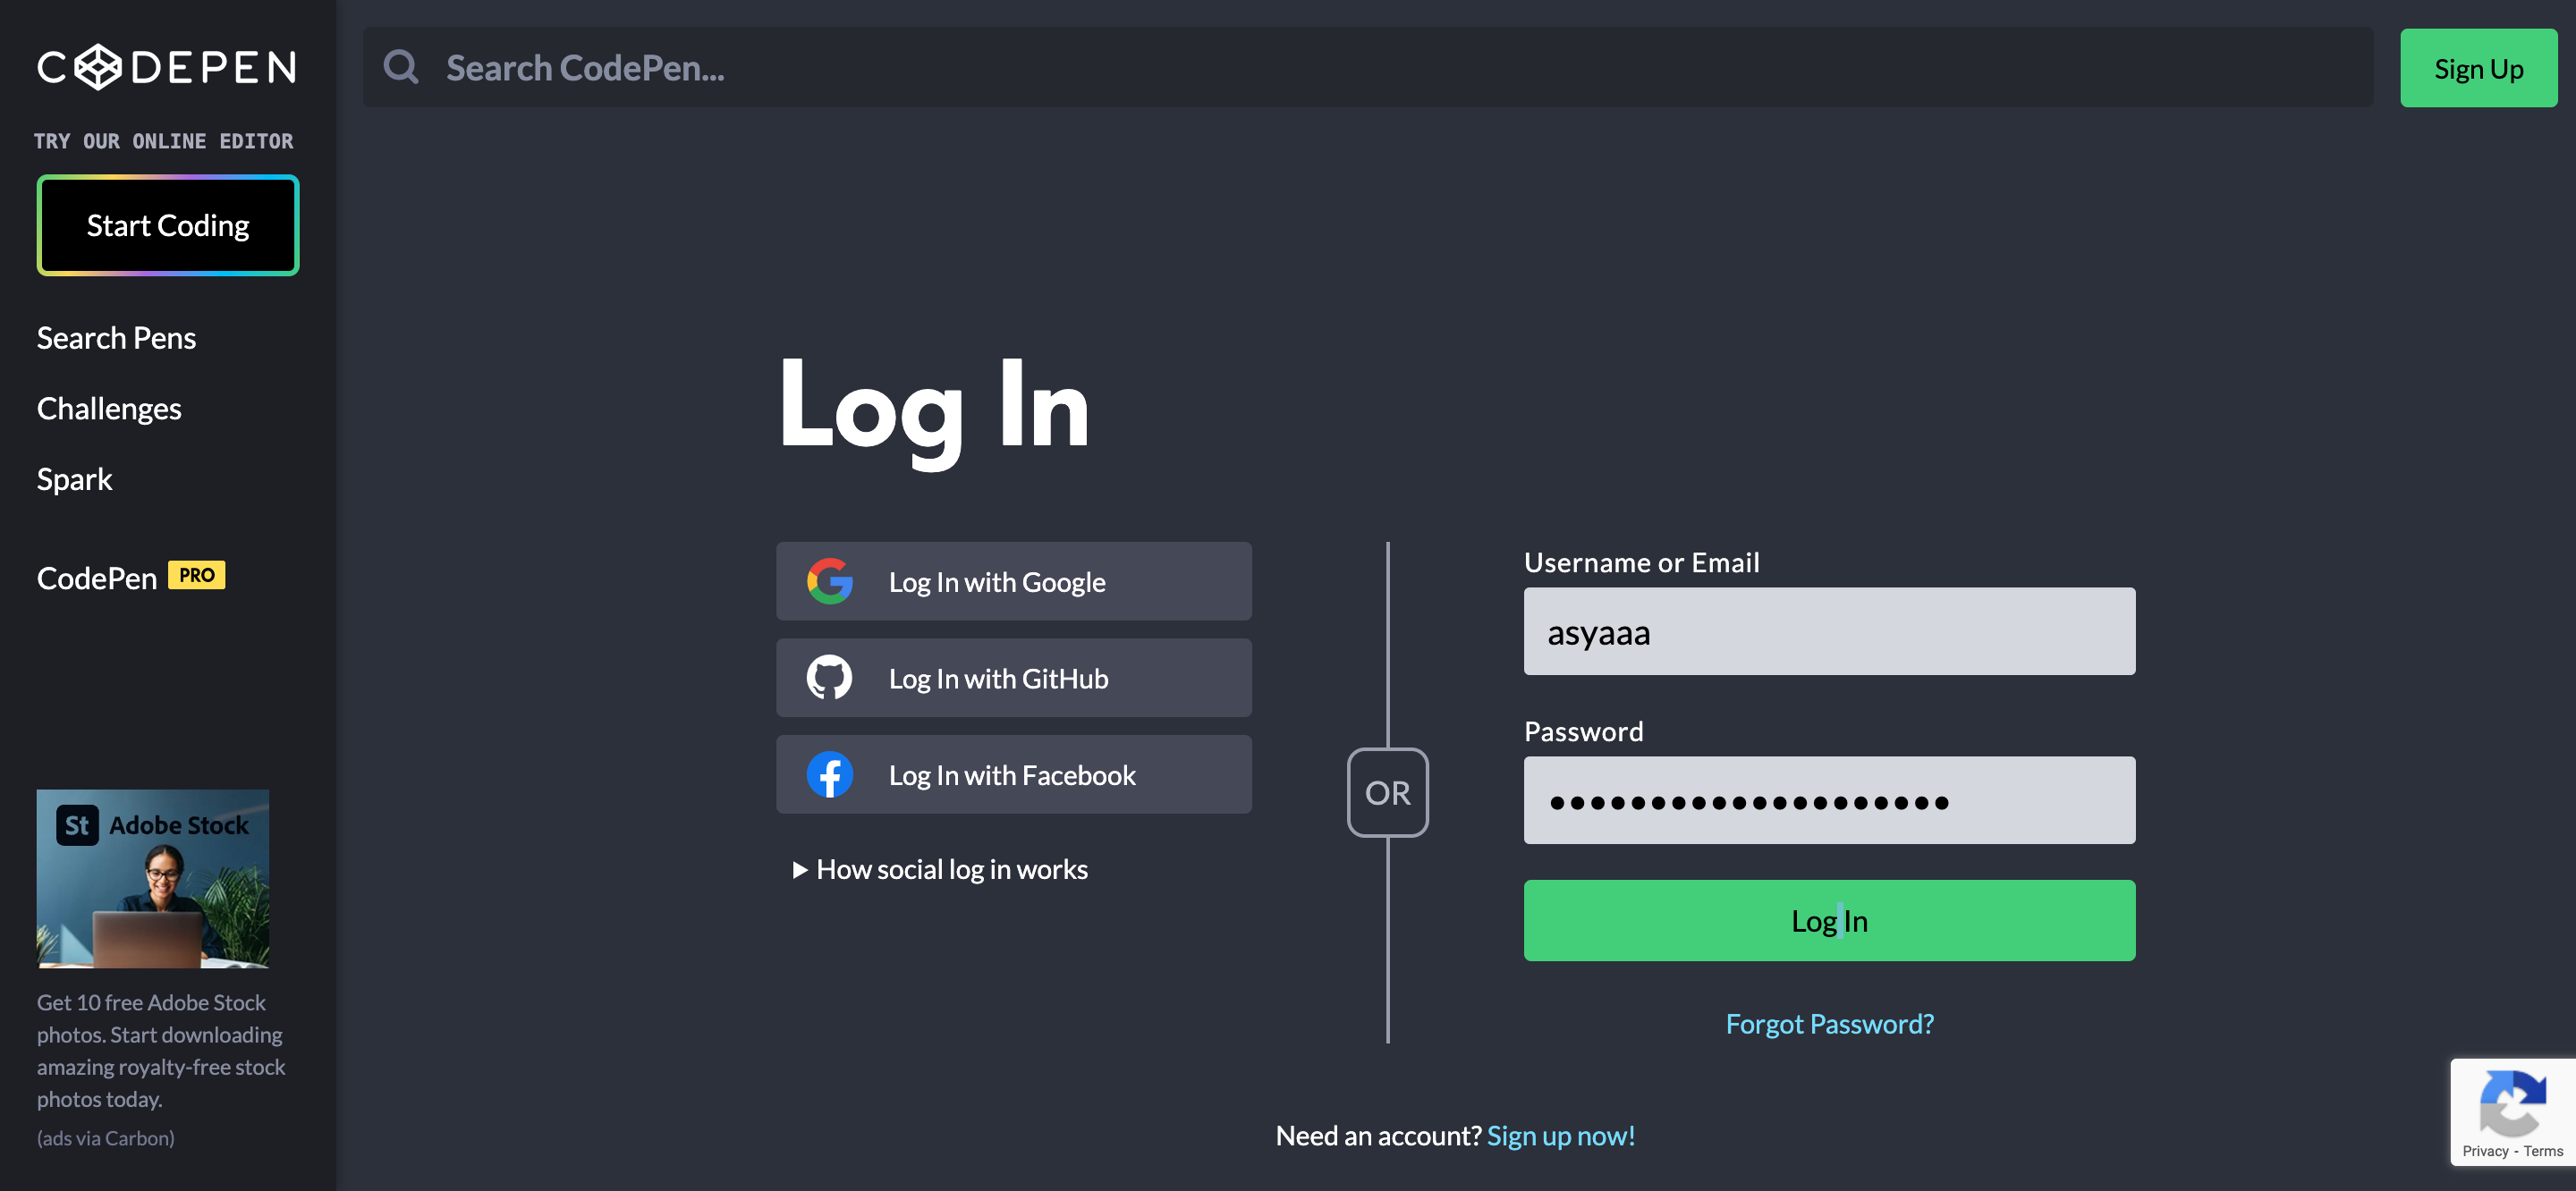 CODEPEN
TRY OUR ONLINE EDITOR
Start Coding
Search Pens
Challenges
Spark
CodePen PRO
St Adobe Stock
Get 10 free Adobe Stock
photos. Start downloading
amazing royalty-free stock
photos today.
(ads via Carbon)
Search CodePen...
Sign Up
Log In
Log In with Google
Log In with GitHub
Log In with Facebook
How social log in works
OR
Username or Email
asyaaa
Password
Log In
Forgot Password?
Need an account? Sign up now!
Privacy - Terms